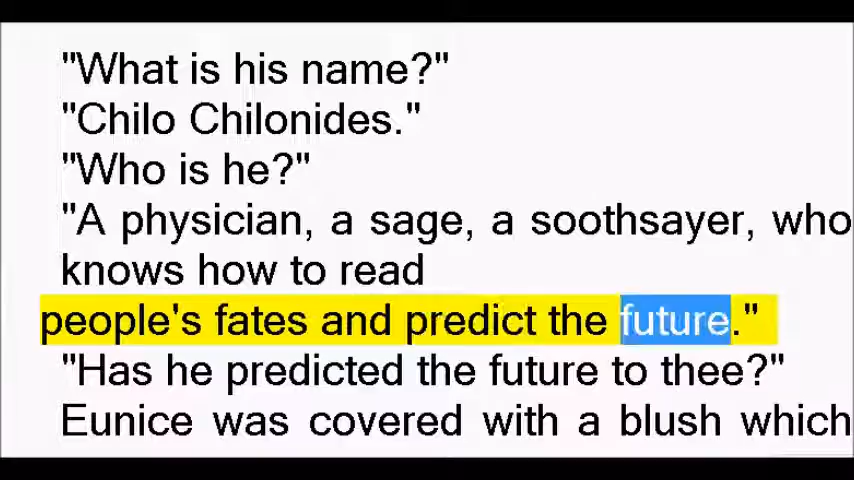 "What is his name?"
"Chilo Chilonides."
"Who is he?"
"A physician, a sage, a soothsayer, who
knows how to read
people's fates and predict the future."
"Has he predicted the future to thee?"
Eunice was covered with a blush which